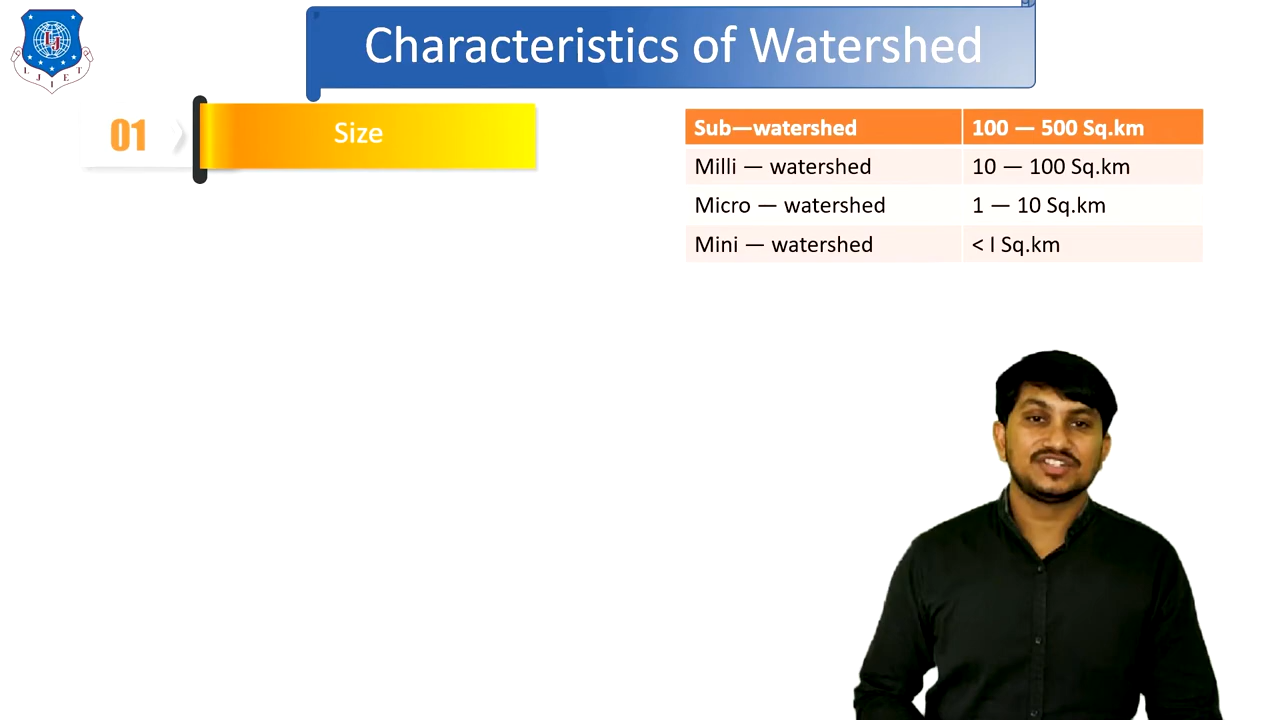 Characteristics of Watershed
L J I E T
01
Size
Sub—watershed 100 — 500 Sq.km
Milli — watershed 10 — 100 Sq.km
Micro — watershed 1 — 10 Sq.km
Mini — watershed < I Sq.km